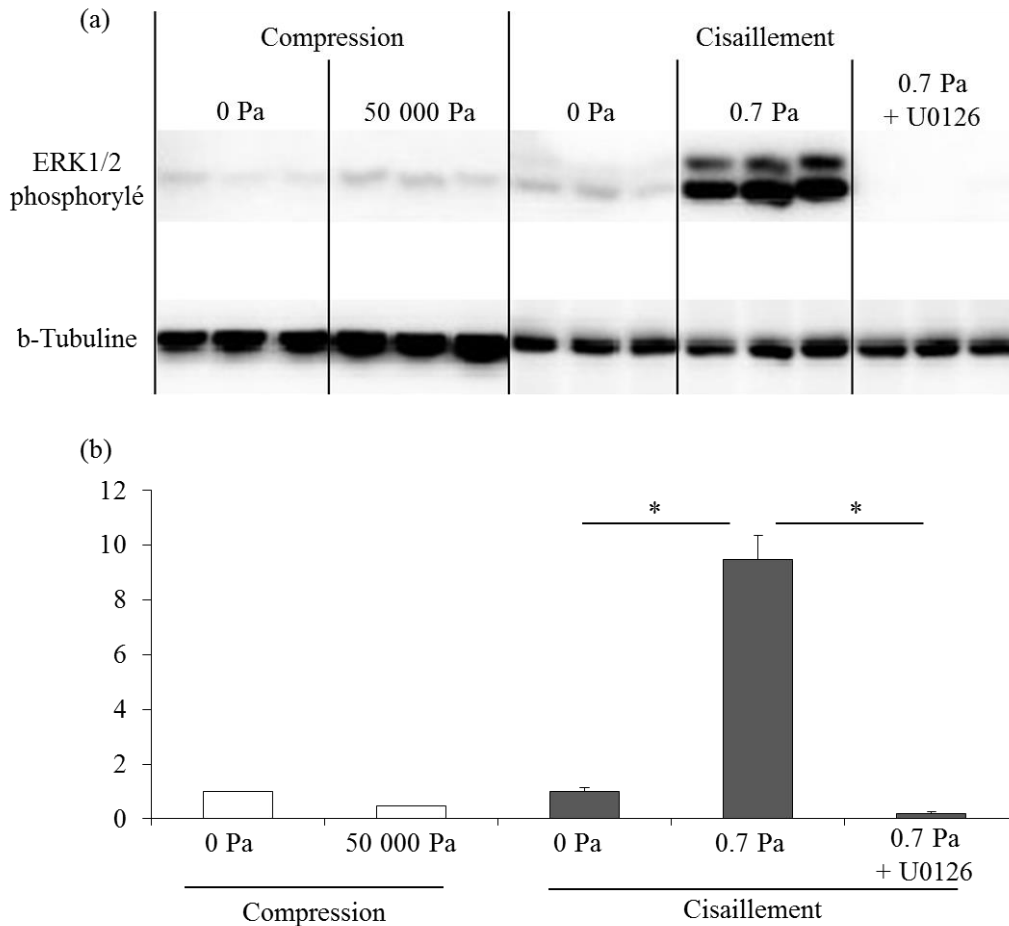 (a)
Compression
Cisaillement
0 Pa
50 000 Pa
0 Pa
0.7 Pa
0.7 Pa
+ U0126
ERK1/2
phosphorylé
b-Tubuline
(b)
12
10
8
6
4
2
0
*
*
0 Pa
50 000 Pa
0 Pa
0.7 Pa
0.7 Pa
+ U0126
Compression
Cisaillement